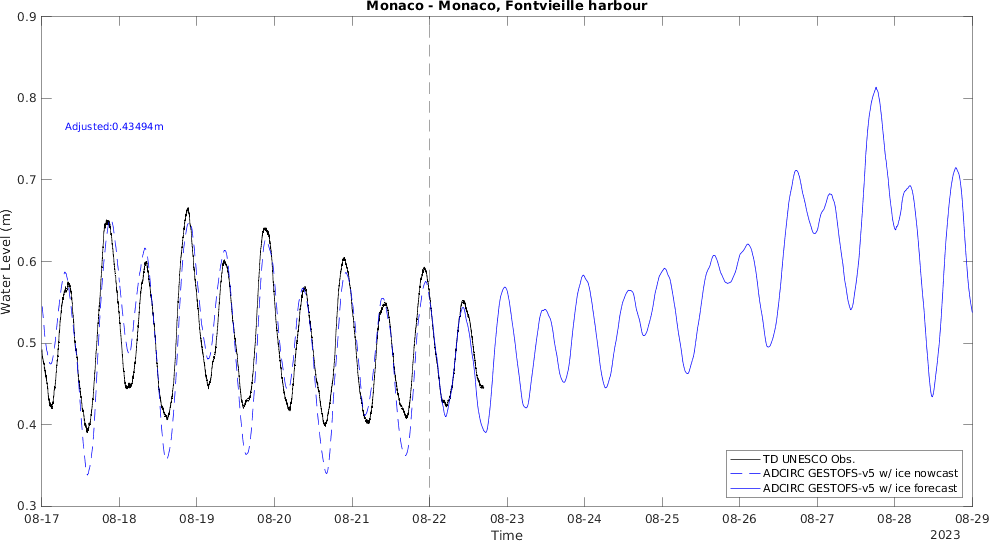 Monaco - Monaco, Fontvieille harbour
0.9
0.8
0.7
0.6
0.5
0.4
0.3
Water Level (m)
Adjusted:0.43494m
TD UNESCO Obs.
ADCIRC GESTOFS-v5 w/ ice nowcast
ADCIRC GESTOFS-v5 w/ ice forecast
08-17 08-18 08-19 08-20 08-21 08-22 08-23 08-24 08-25 08-26 08-27 08-28 08-29
Time
2023